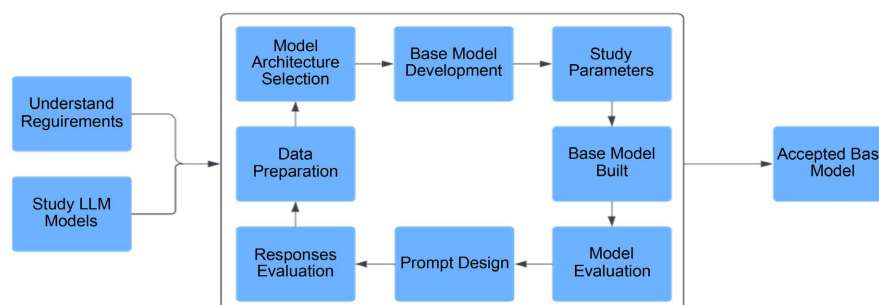 Understand
Reguirements
Study LLM
Models
Model
Architecture
Selection
Base Model
Development
Study
Parameters
Data
Preparation
Base Model
Built
Responses
Evaluation
Prompt Design
Model
Evaluation
Accepted Bas
Model